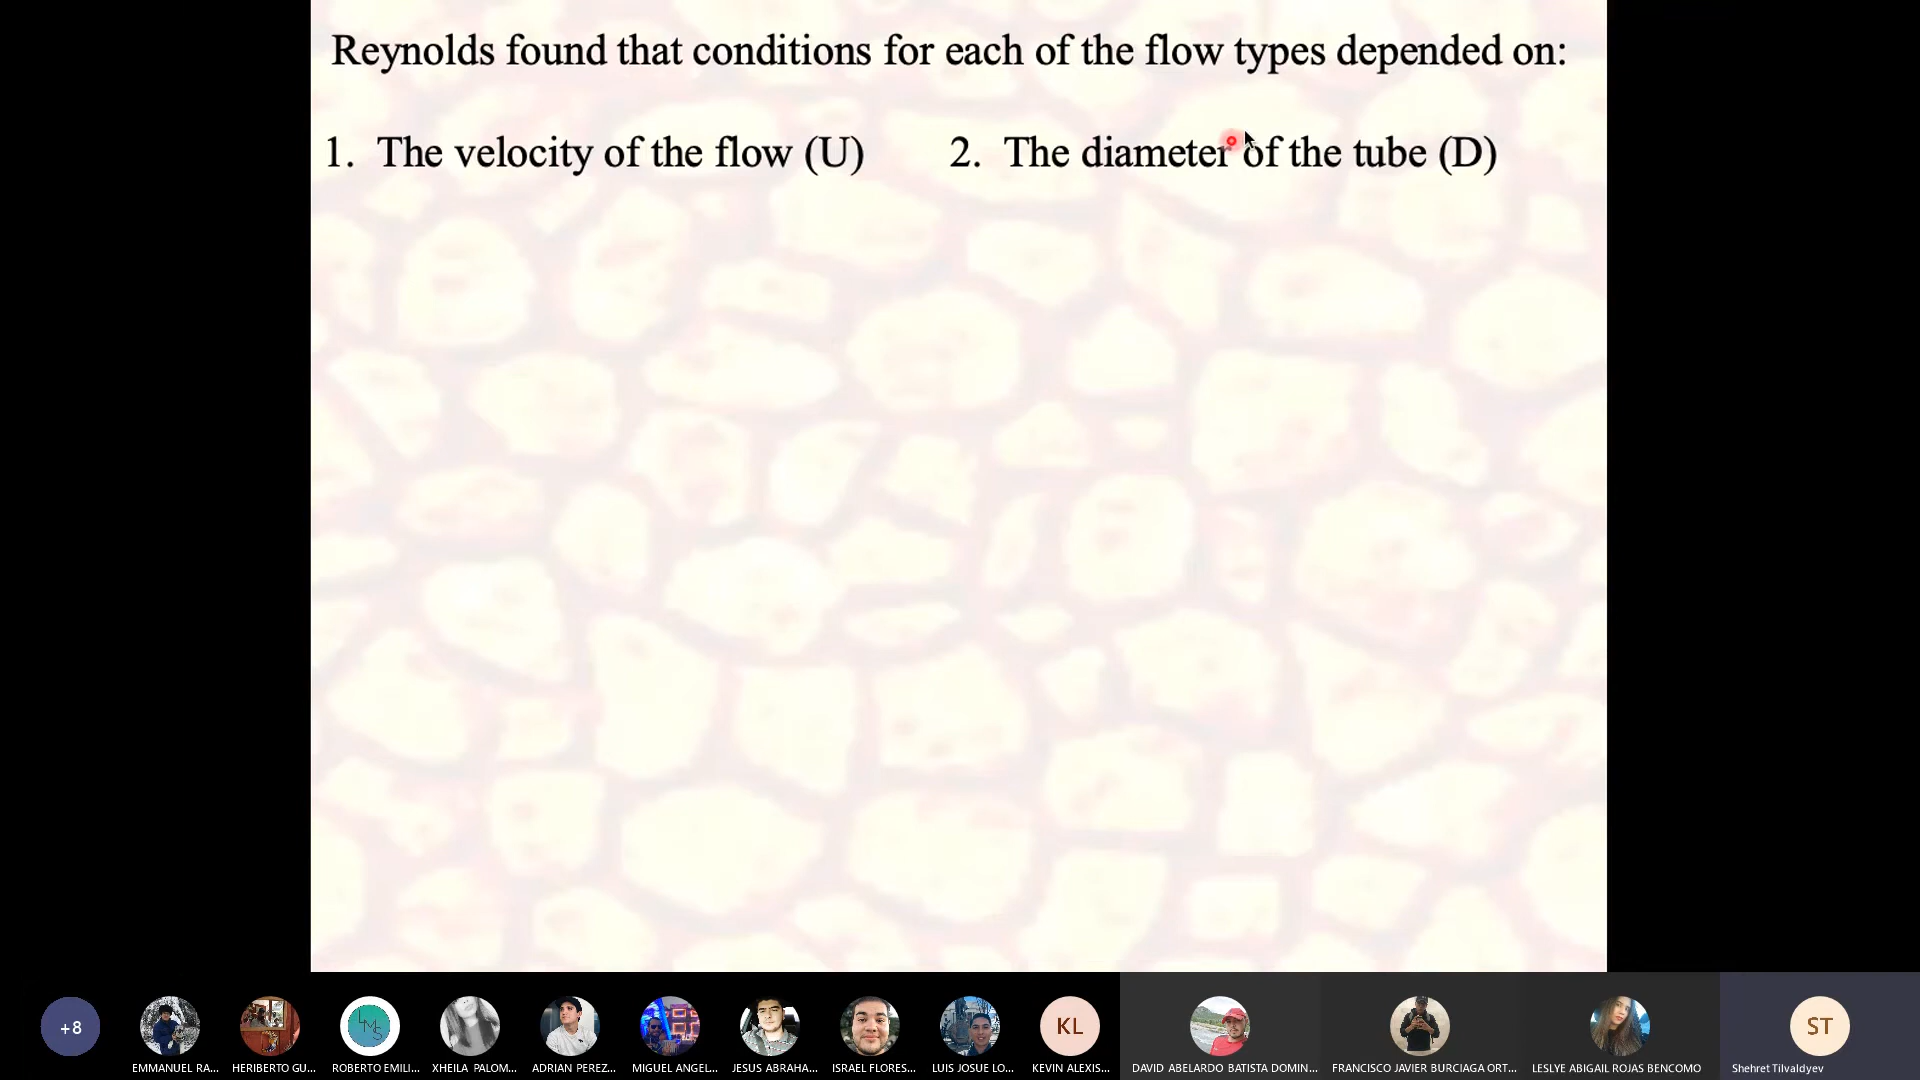 Reynolds found that conditions for each of the flow types depended on:
1. The velocity of the flow (U) 2. The diameter of the tube (D)
+8
LMS
KL
ST
EMMANUEL RA...
HERIBERTO GU...
ROBERTO EMILI...
XHEILA PALOM...
ADRIAN PEREZ...
MIGUEL ANGEL...
JESUS ABRAHA...
ISRAEL FLORES...
LUIS JOSUE LO...
KEVIN ALEXIS...
DAVID ABELARDO BATISTA DOMIN...
FRANCISCO JAVIER BURCIAGA ORT...
LESLYE ABIGAIL ROJAS BENCOMO
Shehret Tilvaldyev